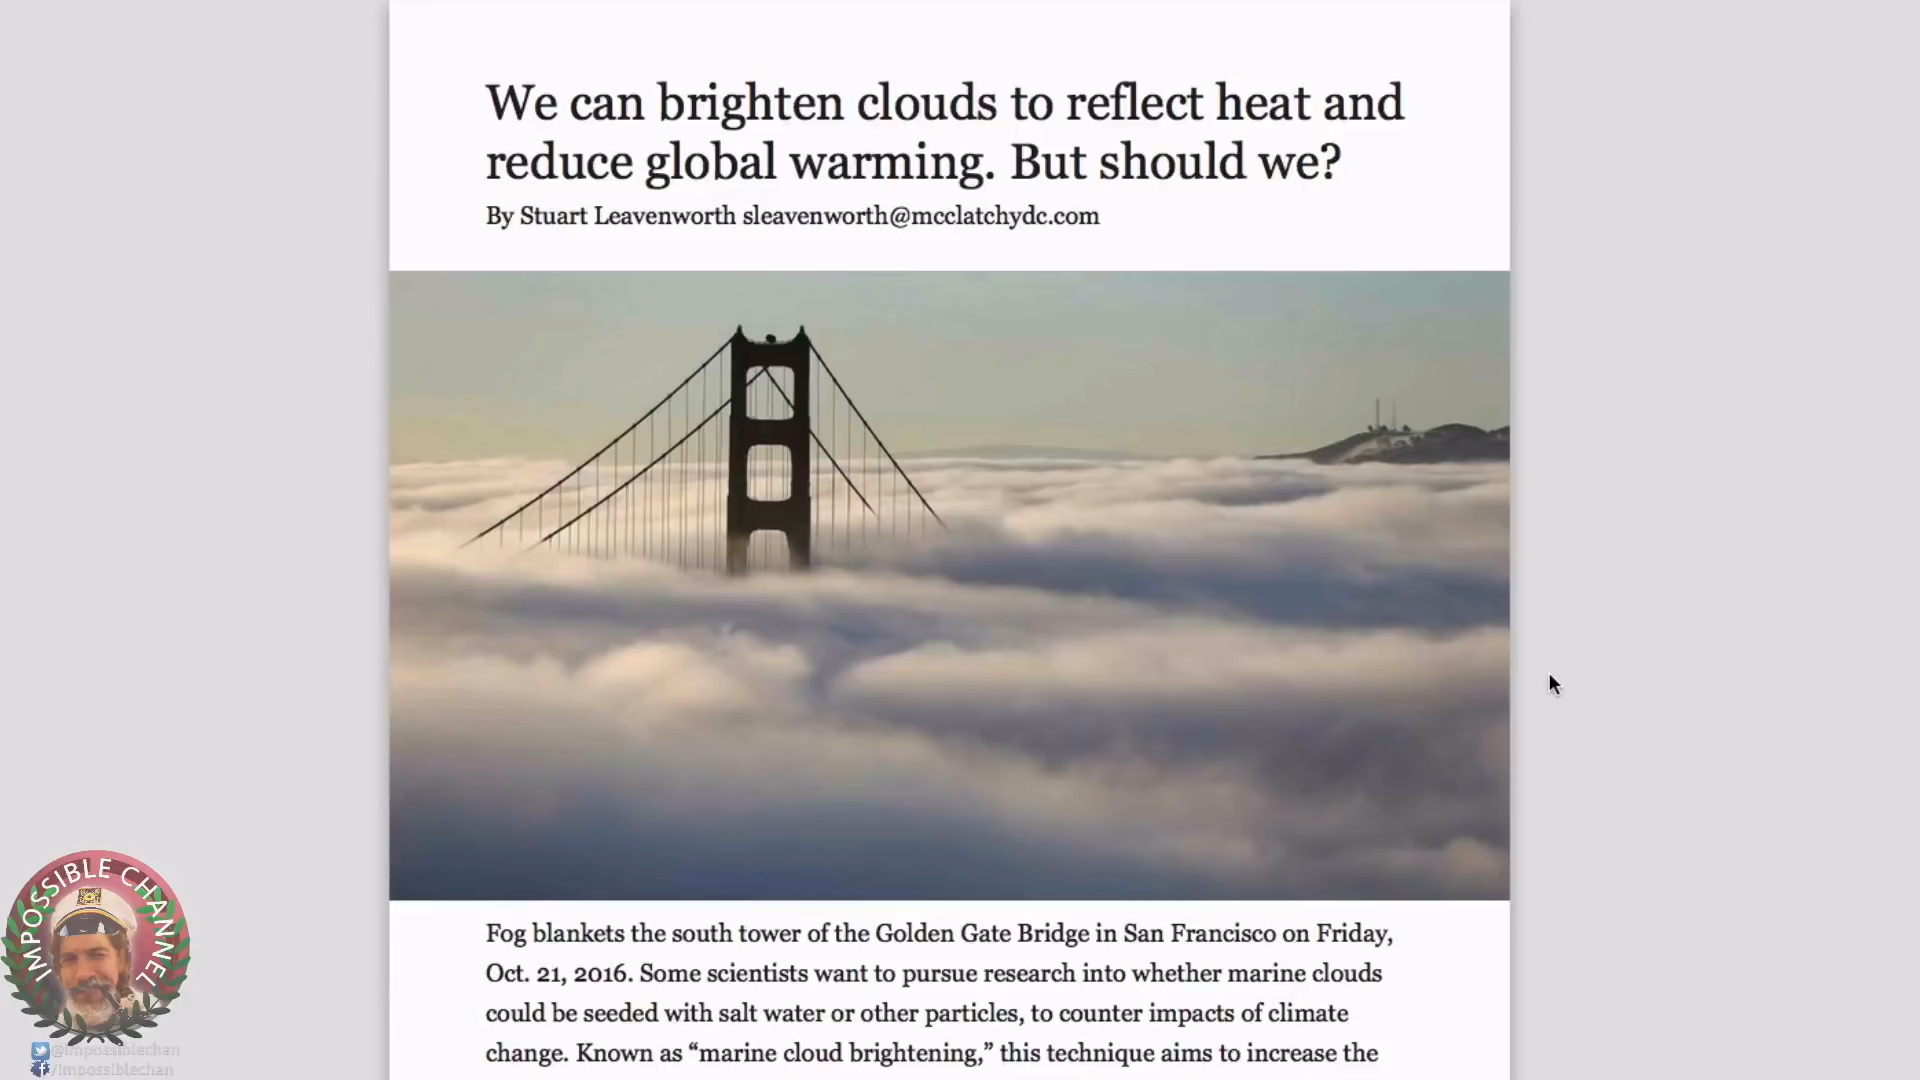 We can brighten clouds to reflect heat and
reduce global warming. But should we?
By Stuart Leavenworth sleavenworth@mcclatchydc.com
Fog blankets the south tower of the Golden Gate Bridge in San Francisco on Friday,
Oct. 21, 2016. Some scientists want to pursue research into whether marine clouds
could be seeded with salt water or other particles, to counter impacts of climate
change. Known as “marine cloud brightening,” this technique aims to increase the
IMPOSSIBLE CHANNEL
@impossiblechan
/impossiblechan